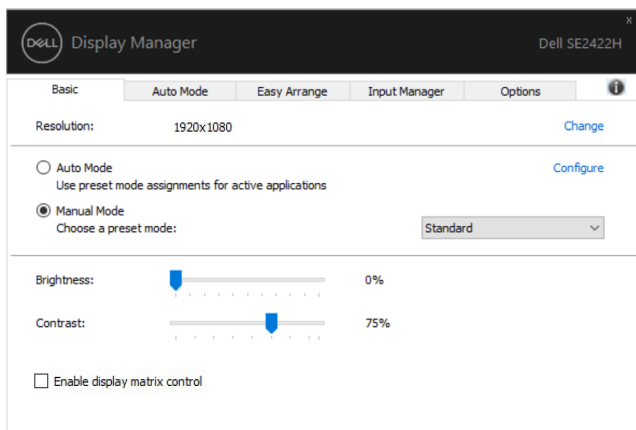 x
DELL Display Manager Dell SE2422H
Basic Auto Mode Easy Arrange Input Manager Options i
Resolution: 1920x1080 Change
Auto Mode Configure
Use preset mode assignments for active applications
Manual Mode
Choose a preset mode: Standard
Brightness: 0%
Contrast: 75%
Enable display matrix control